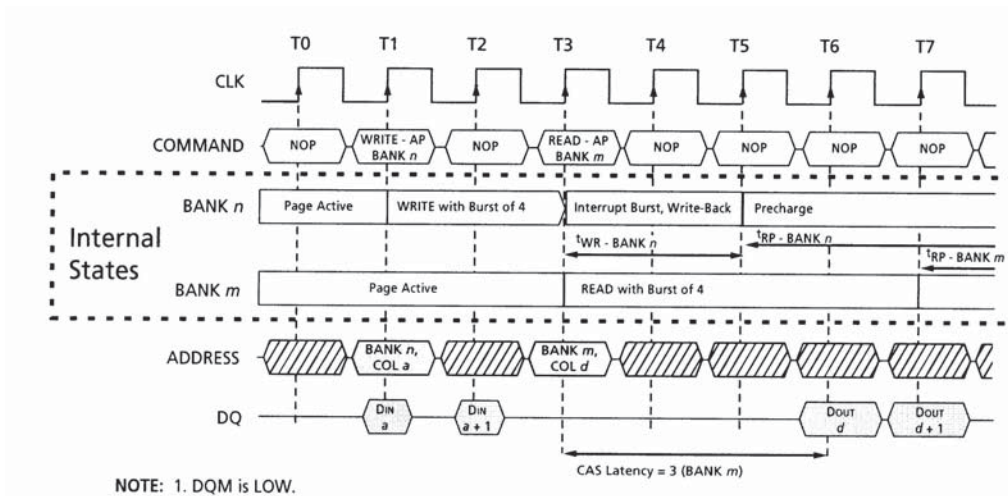 T0 T1 T2 T3 T4 T5 T6 T7
CLK
COMMAND NOP WRITE - AP BANK n NOP READ - AP BANK m NOP NOP NOP NOP
BANK n Page Active WRITE with Burst of 4 Interrupt Burst, Write-Back Precharge
Internal
States
tWR - BANK n tRP - BANK n
tRP - BANK m
BANK m Page Active READ with Burst of 4
ADDRESS BANK n, COL a BANK m, COL d
DQ DIN a DIN a + 1 DOUT d DOUT d + 1
CAS Latency = 3 (BANK m)
NOTE: 1. DQM is LOW.